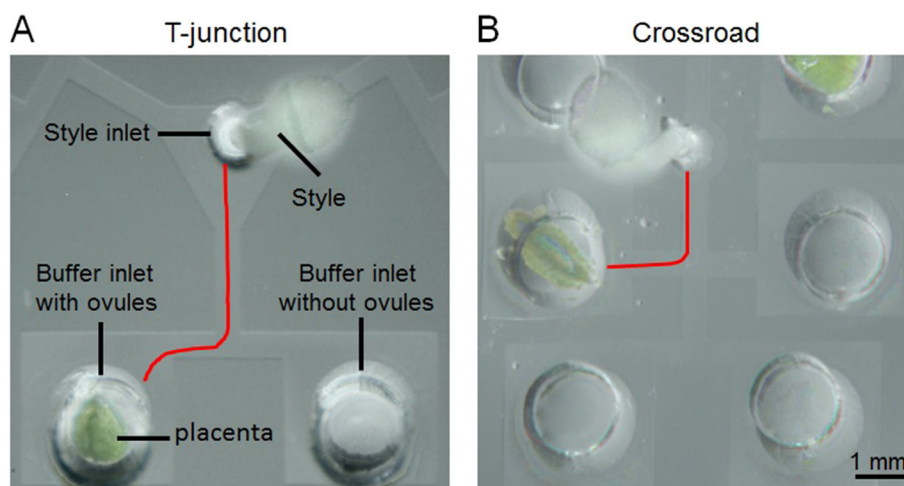 A
T-junction
Style inlet
Style
Buffer inlet
with ovules
Buffer inlet
without ovules
placenta
B
Crossroad
1 mm